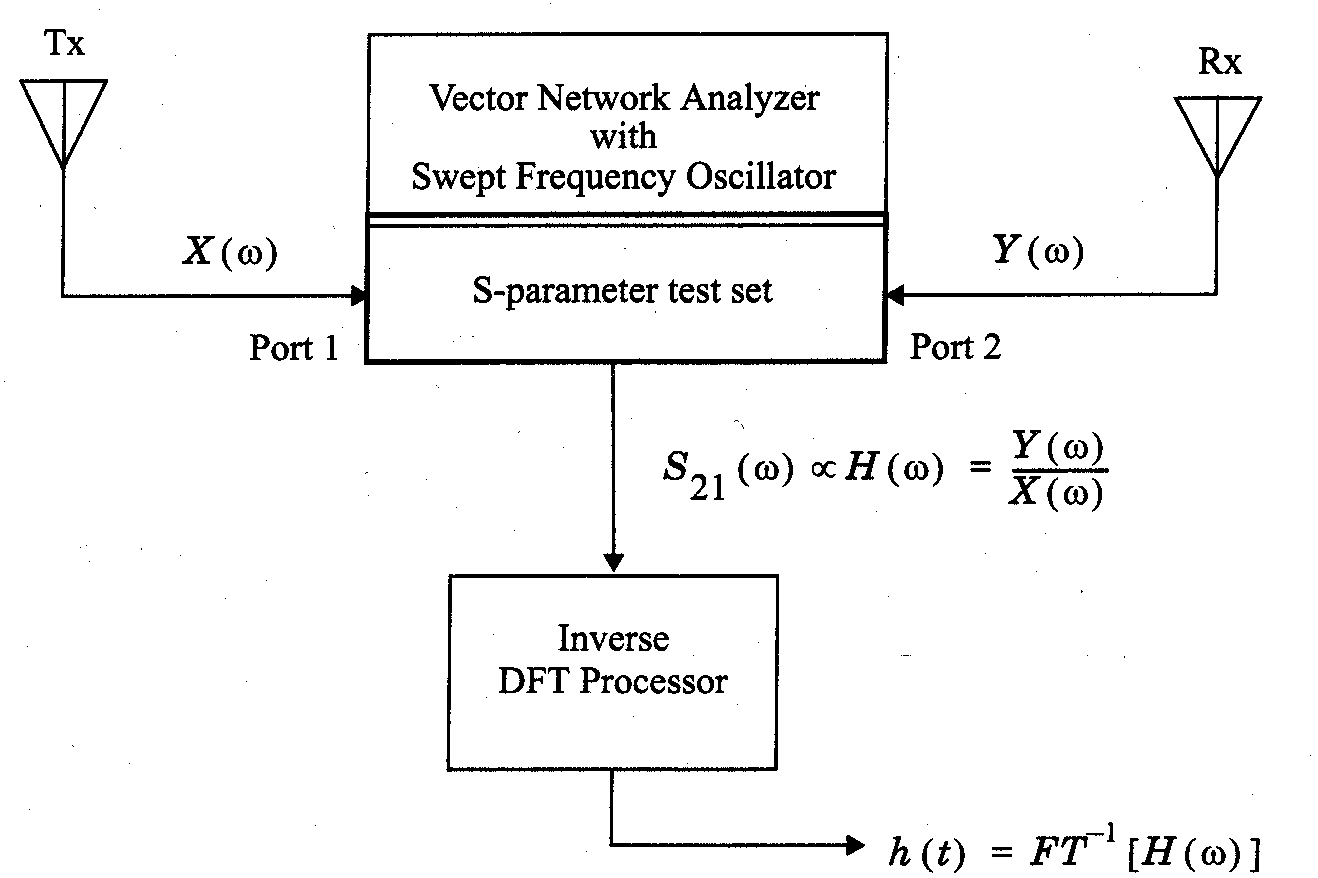 Tx
Rx
Vector Network Analyzer
with
Swept Frequency Oscillator
X(ω)
Y(ω)
S-parameter test set
Port 1
Port 2
S₂₁(ω) ∝ H(ω) = Y(ω)/X(ω)
Inverse
DFT Processor
h(t) = FT⁻¹[H(ω)]